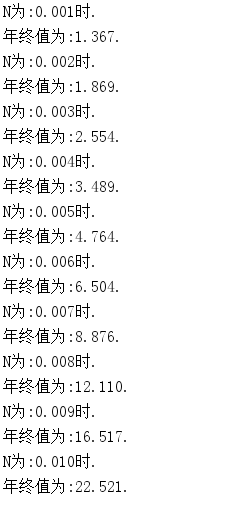 N为:0.001时.
年终值为:1.367.
N为:0.002时.
年终值为:1.869.
N为:0.003时.
年终值为:2.554.
N为:0.004时.
年终值为:3.489.
N为:0.005时.
年终值为:4.764.
N为:0.006时.
年终值为:6.504.
N为:0.007时.
年终值为:8.876.
N为:0.008时.
年终值为:12.110.
N为:0.009时.
年终值为:16.517.
N为:0.010时.
年终值为:22.521.